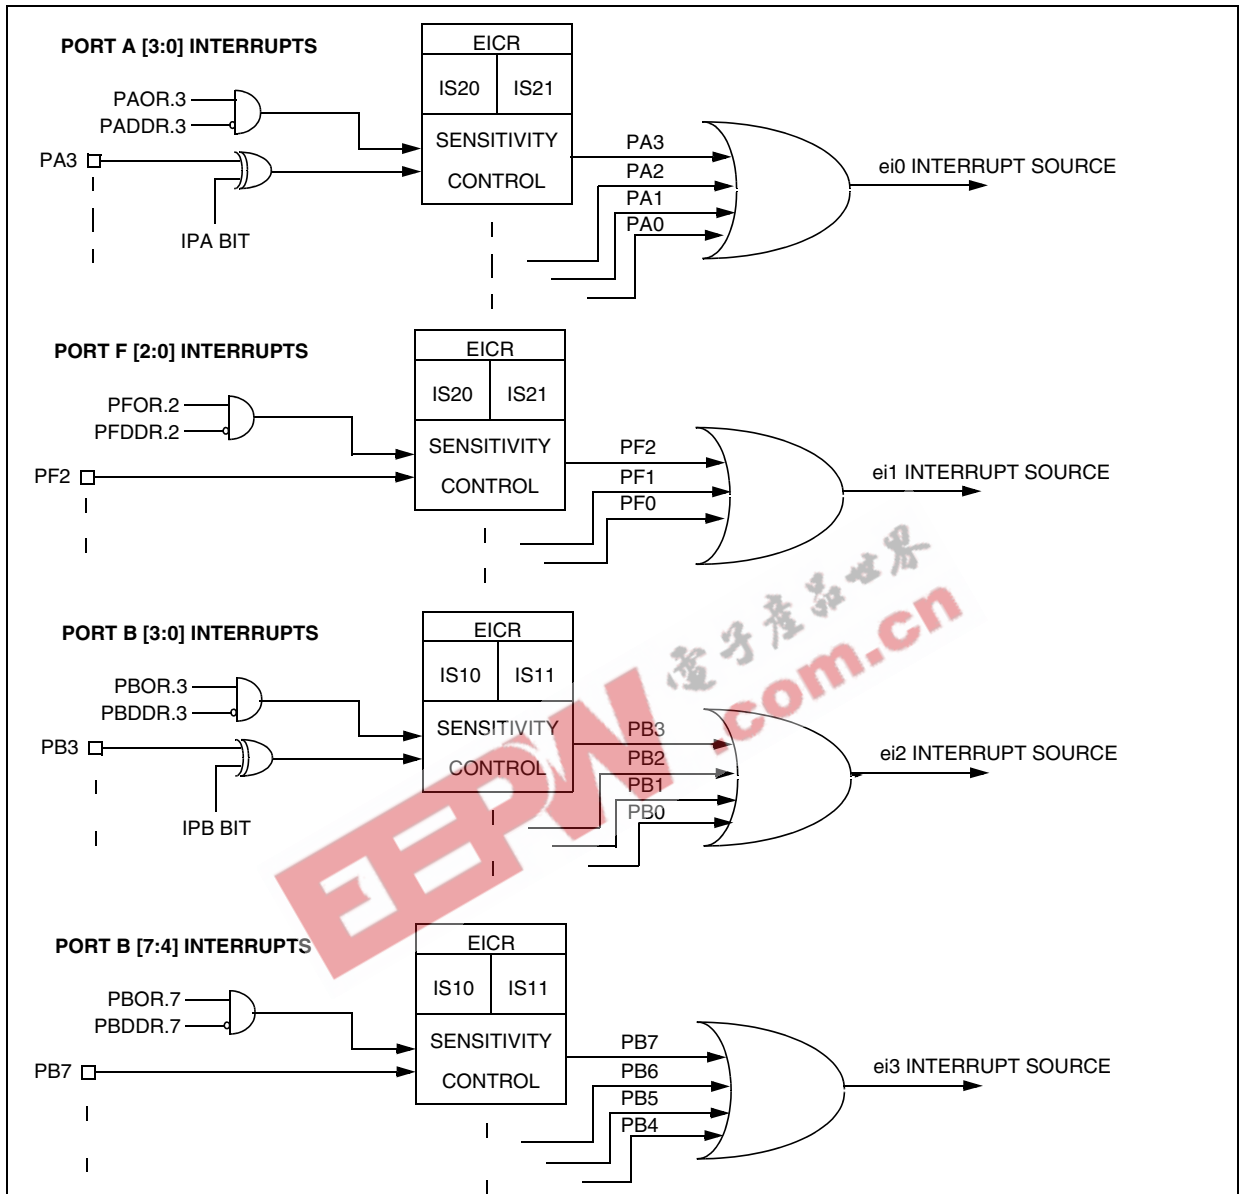 PORT A [3:0] INTERRUPTS
EICR
IS20 IS21
PAOR.3
PADDR.3
SENSITIVITY
CONTROL
PA3
IPA BIT
PA3
PA2
PA1
PA0
ei0 INTERRUPT SOURCE
PORT F [2:0] INTERRUPTS
EICR
IS20 IS21
PFOR.2
PFDDR.2
SENSITIVITY
CONTROL
PF2
PF2
PF1
PF0
ei1 INTERRUPT SOURCE
PORT B [3:0] INTERRUPTS
EICR
IS10 IS11
PBOR.3
PBDDR.3
SENSITIVITY
CONTROL
PB3
IPB BIT
PB3
PB2
PB1
PB0
ei2 INTERRUPT SOURCE
PORT B [7:4] INTERRUPTS
EICR
IS10 IS11
PBOR.7
PBDDR.7
SENSITIVITY
CONTROL
PB7
PB7
PB6
PB5
PB4
ei3 INTERRUPT SOURCE
EEPW
電子產品世界
.com.cn